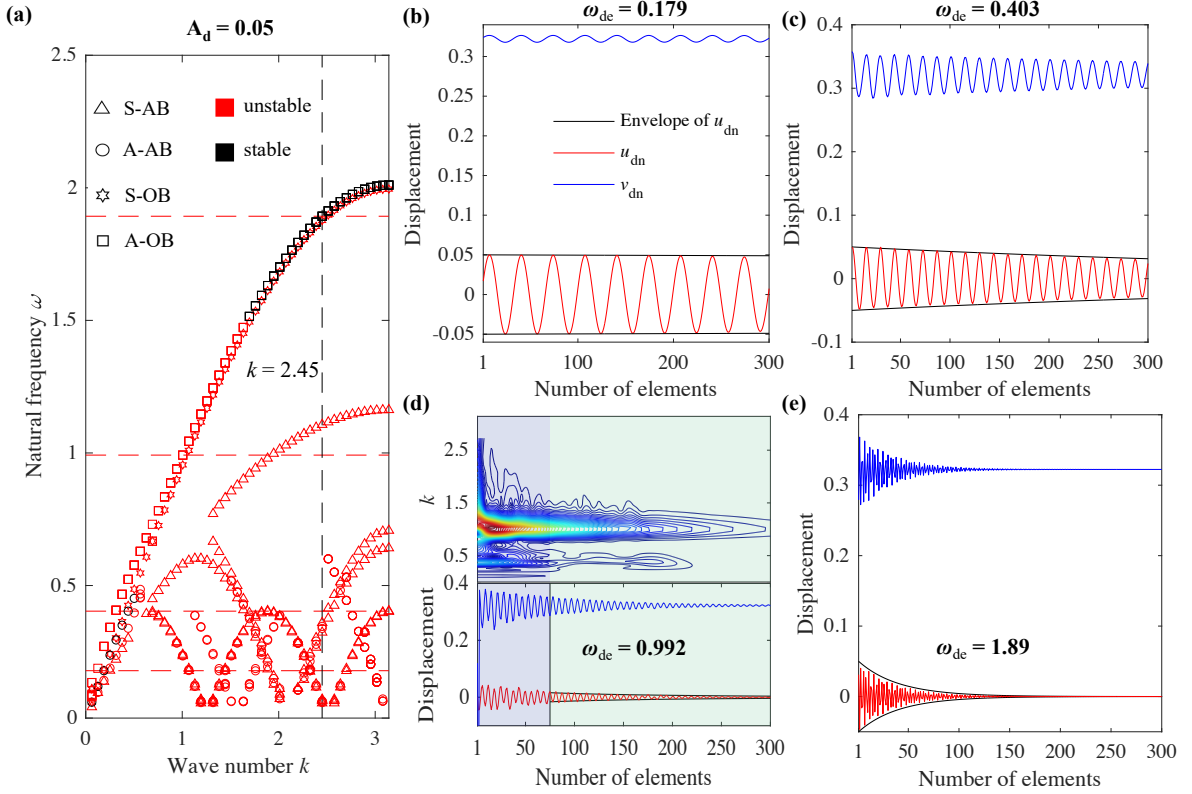 (a)
A_d = 0.05
2.5
2
1.5
1
0.5
0
0 1 2 3
Natural frequency ω
Wave number k
S-AB
A-AB
S-OB
A-OB
unstable
stable
k = 2.45
(b)
ω_de = 0.179
0.3
0.2
0.15
0.1
0.05
0
-0.05
1 50 100 150 200 250 300
Displacement
Number of elements
Envelope of u_dn
u_dn
v_dn
(c)
ω_de = 0.403
0.4
0.3
0.2
0.1
0
-0.1
1 50 100 150 200 250 300
Displacement
Number of elements
(d)
2.5
1.5
0.5
k
0.4
0.2
0
Displacement
ω_de = 0.992
1 50 100 150 200 250 300
Number of elements
(e)
0.4
0.3
0.2
0.1
0
Displacement
ω_de = 1.89
1 50 100 150 200 250 300
Number of elements